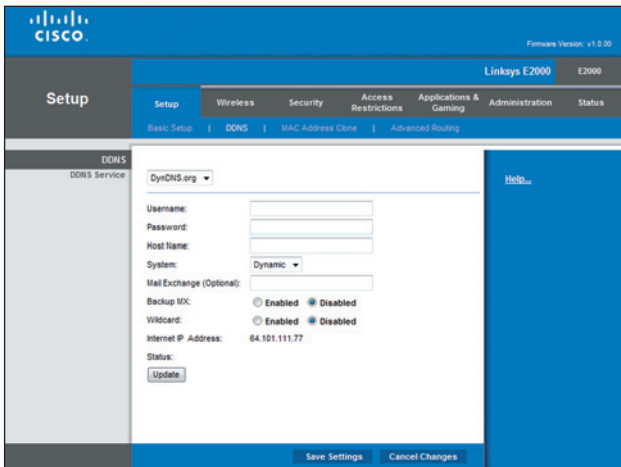 CISCO
Firmware Version: v1.0.00
Linksys E2000 E2000
Setup
Setup Wireless Security Access Restrictions Applications & Gaming Administration Status
Basic Setup | DDNS | MAC Address Clone | Advanced Routing
DDNS
DDNS Service
DynDNS.org
Help...
Username:
Password:
Host Name:
System: Dynamic
Mail Exchange (Optional):
Backup MX: Enabled Disabled
Wildcard: Enabled Disabled
Internet IP Address: 64.101.111.77
Status:
Update
Save Settings Cancel Changes